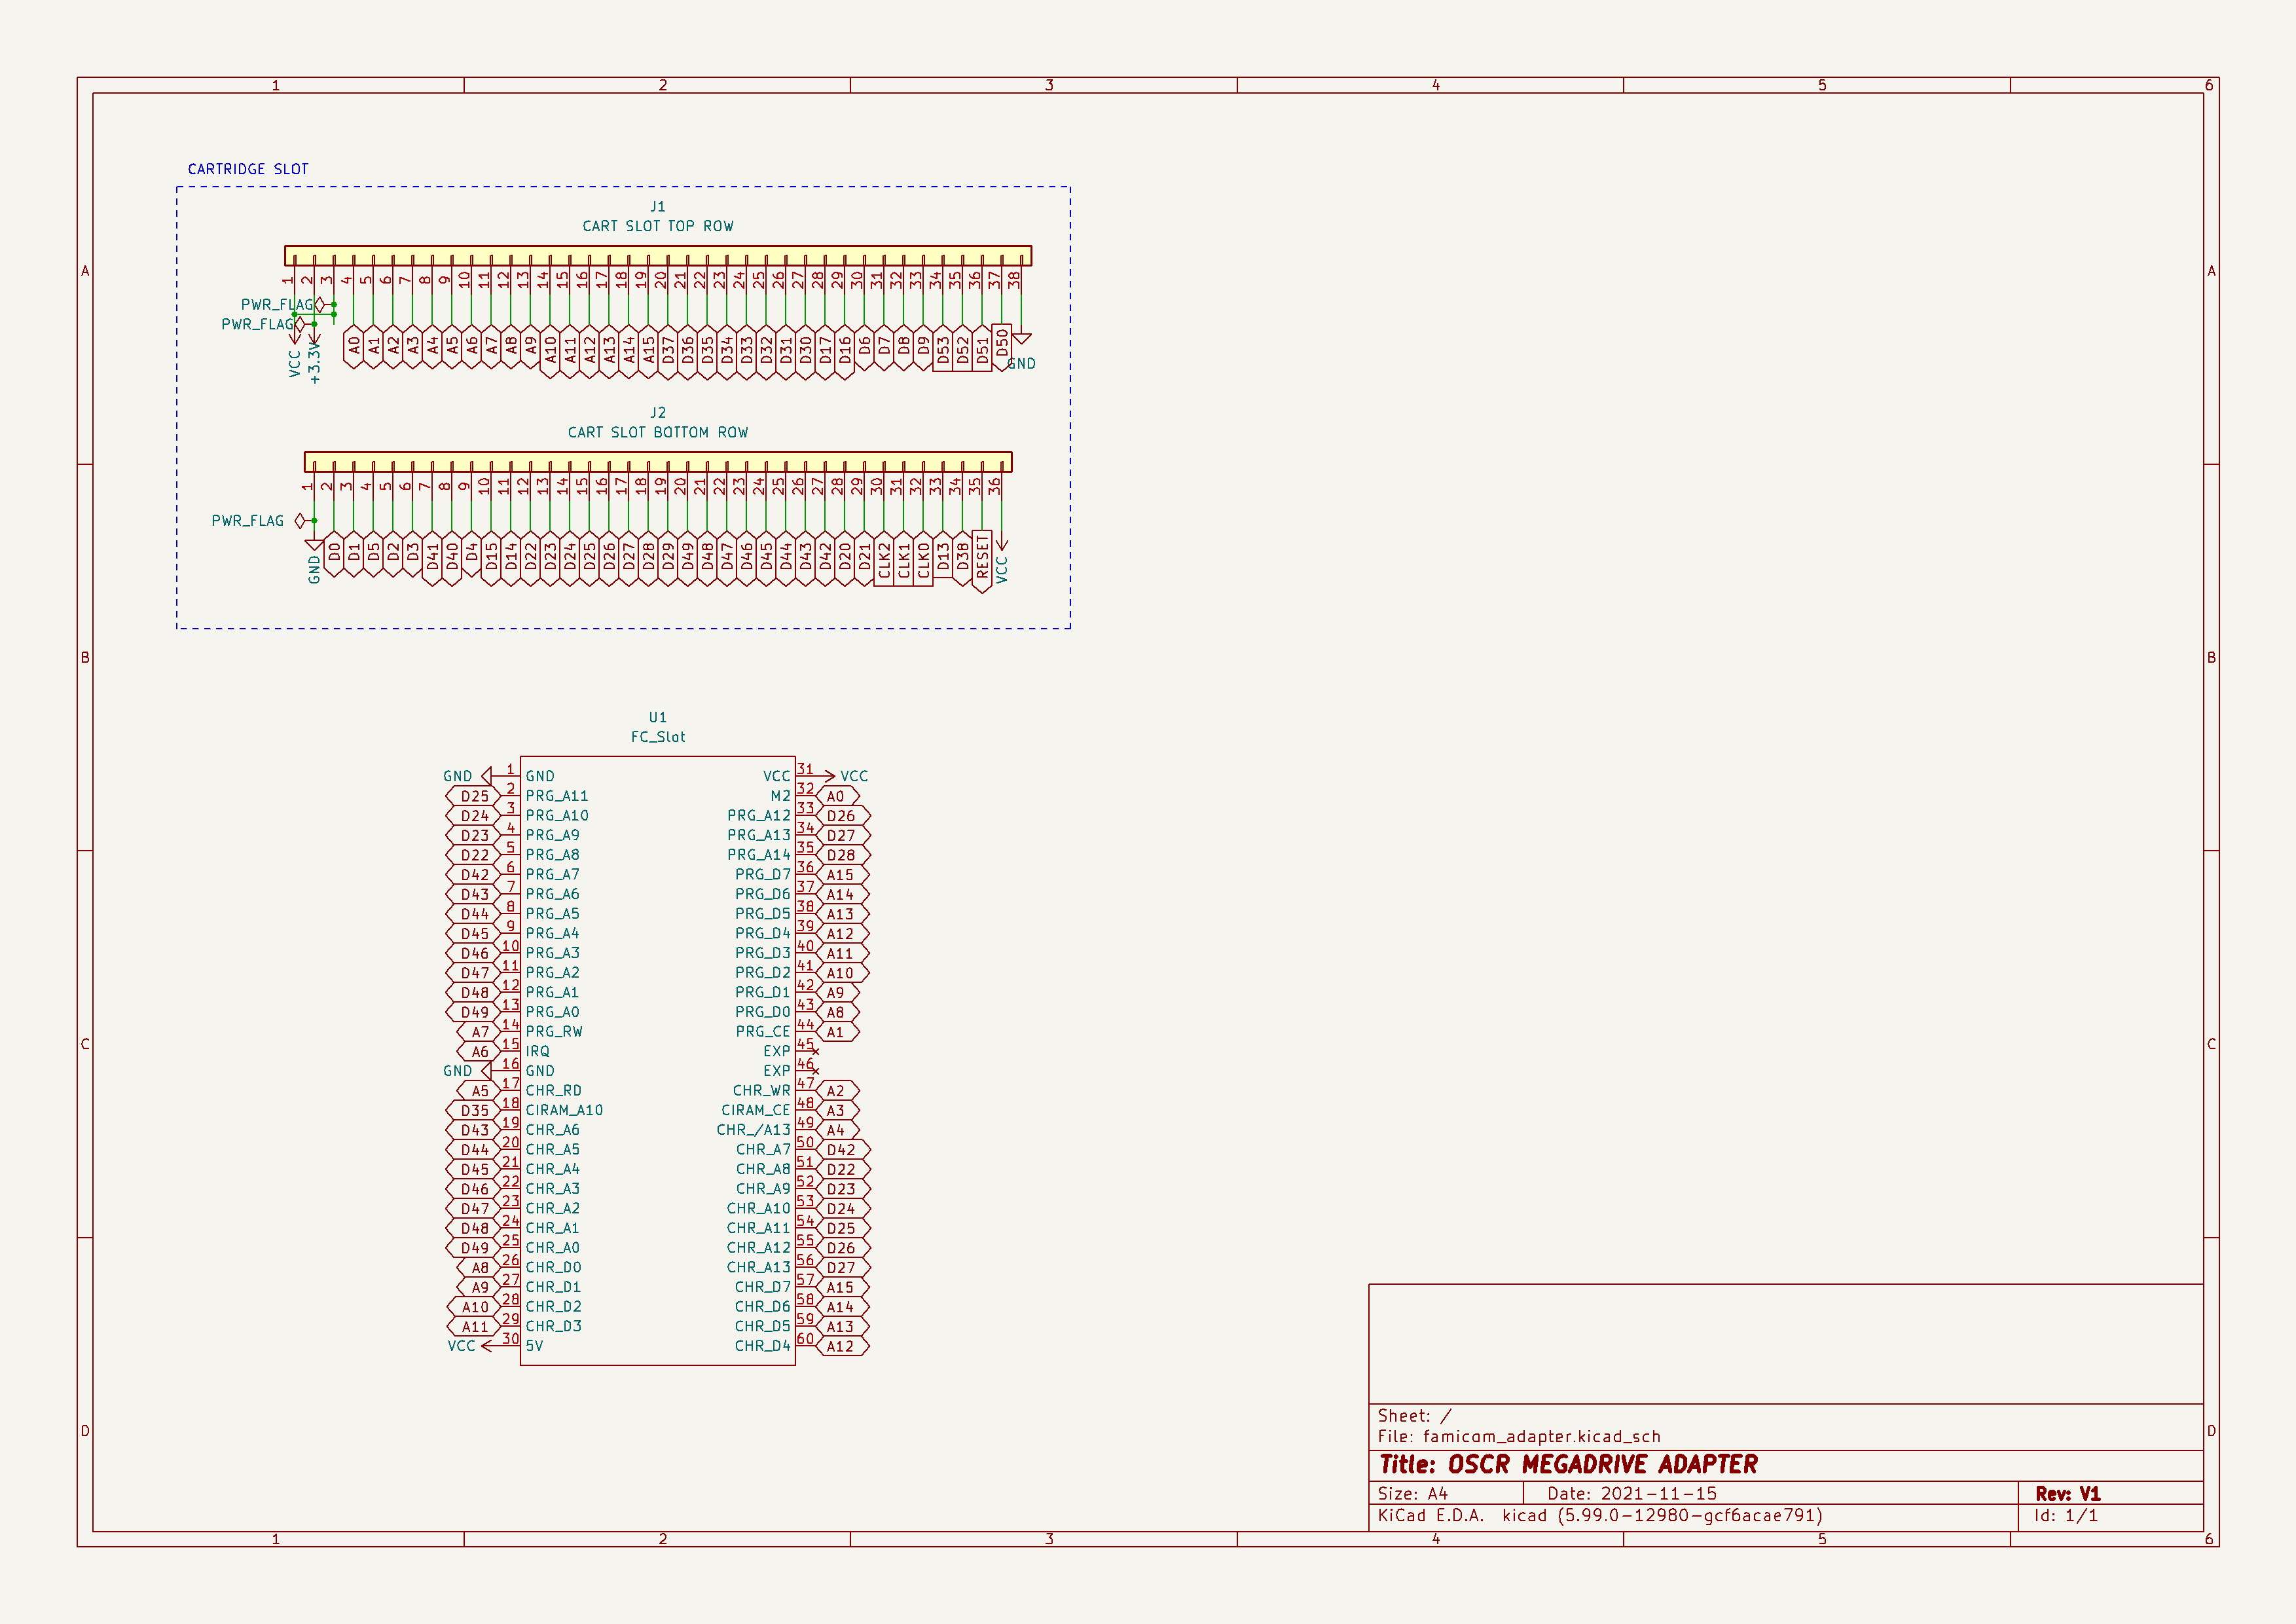 1 2 3 4 5 6
CARTRIDGE SLOT
J1
CART SLOT TOP ROW
1 2 3 4 5 6 7 8 9 10 11 12 13 14 15 16 17 18 19 20 21 22 23 24 25 26 27 28 29 30 31 32 33 34 35 36 37 38
A A
PWR_FLAG
PWR_FLAG
VCC +3.3V A0 A1 A2 A3 A4 A5 A6 A7 A8 A9 A10 A11 A12 A13 A14 A15 D37 D36 D35 D34 D33 D32 D31 D30 D17 D16 D6 D7 D8 D9 D53 D52 D51 D50 GND
J2
CART SLOT BOTTOM ROW
1 2 3 4 5 6 7 8 9 10 11 12 13 14 15 16 17 18 19 20 21 22 23 24 25 26 27 28 29 30 31 32 33 34 35 36
PWR_FLAG
GND D0 D1 D5 D2 D3 D41 D40 D4 D15 D14 D22 D23 D24 D25 D26 D27 D28 D29 D49 D48 D47 D46 D45 D44 D43 D42 D20 D21 CLK2 CLK1 CLK0 D13 D38 RESET VCC
B B
U1
FC_Slot
GND 1 GND VCC 31 VCC
D25 2 PRG_A11 M2 32 A0
D24 3 PRG_A10 PRG_A12 33 D26
D23 4 PRG_A9 PRG_A13 34 D27
D22 5 PRG_A8 PRG_A14 35 D28
D42 6 PRG_A7 PRG_D7 36 A15
D43 7 PRG_A6 PRG_D6 37 A14
D44 8 PRG_A5 PRG_D5 38 A13
D45 9 PRG_A4 PRG_D4 39 A12
D46 10 PRG_A3 PRG_D3 40 A11
D47 11 PRG_A2 PRG_D2 41 A10
D48 12 PRG_A1 PRG_D1 42 A9
D49 13 PRG_A0 PRG_D0 43 A8
A7 14 PRG_RW PRG_CE 44 A1
C C
A6 15 IRQ EXP 45
GND 16 GND EXP 46
A5 17 CHR_RD CHR_WR 47 A2
D35 18 CIRAM_A10 CIRAM_CE 48 A3
D43 19 CHR_A6 CHR_/A13 49 A4
D44 20 CHR_A5 CHR_A7 50 D42
D45 21 CHR_A4 CHR_A8 51 D22
D46 22 CHR_A3 CHR_A9 52 D23
D47 23 CHR_A2 CHR_A10 53 D24
D48 24 CHR_A1 CHR_A11 54 D25
D49 25 CHR_A0 CHR_A12 55 D26
A8 26 CHR_D0 CHR_A13 56 D27
A9 27 CHR_D1 CHR_D7 57 A15
A10 28 CHR_D2 CHR_D6 58 A14
A11 29 CHR_D3 CHR_D5 59 A13
VCC 30 5V CHR_D4 60 A12
D D
Sheet: /
File: famicom_adapter.kicad_sch
Title: OSCR MEGADRIVE ADAPTER
Size: A4 Date: 2021-11-15 Rev: V1
KiCad E.D.A. kicad (5.99.0-12980-gcf6acae791) Id: 1/1
1 2 3 4 5 6